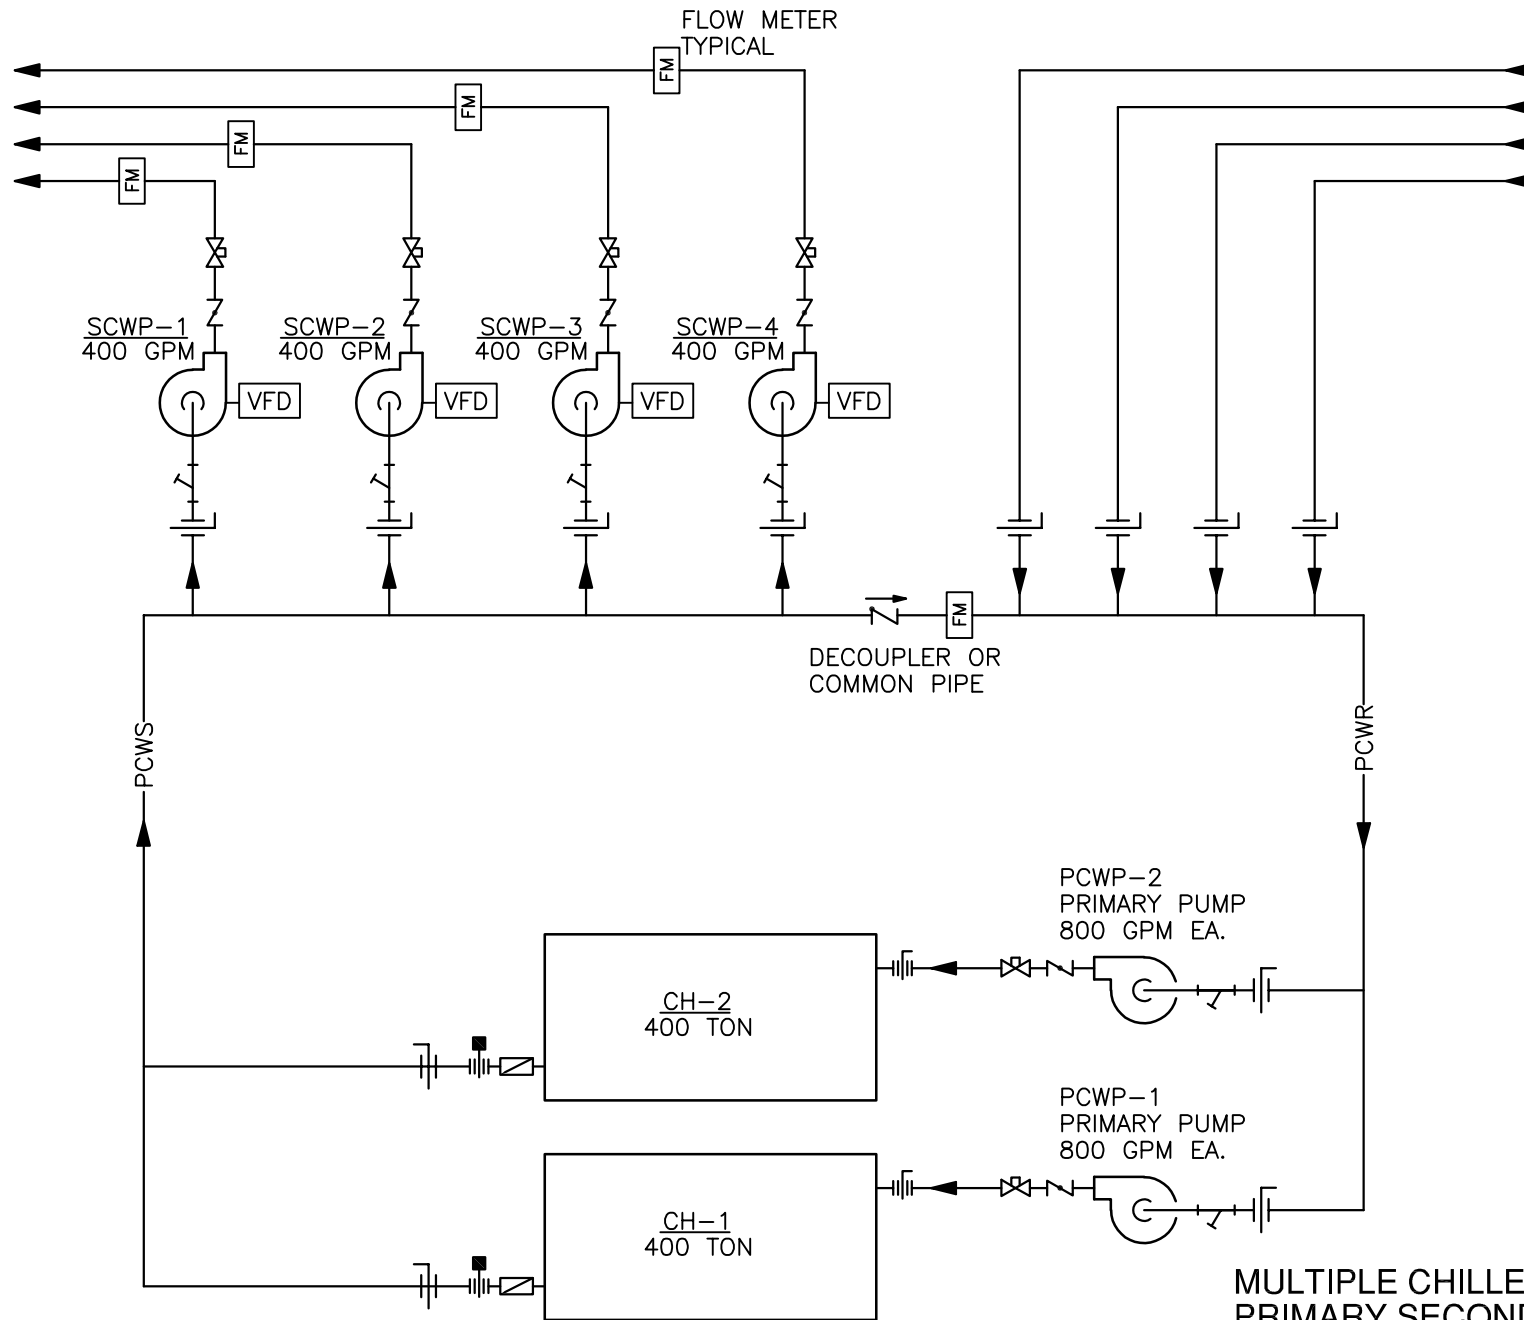 FLOW METER
TYPICAL
FM
FM
FM
FM
SCWP-1
400 GPM
SCWP-2
400 GPM
SCWP-3
400 GPM
SCWP-4
400 GPM
VFD
VFD
VFD
VFD
FM
DECOUPLER OR
COMMON PIPE
PCWS
PCWR
PCWP-2
PRIMARY PUMP
800 GPM EA.
CH-2
400 TON
PCWP-1
PRIMARY PUMP
800 GPM EA.
CH-1
400 TON
MULTIPLE CHILLE
PRIMARY SECOND